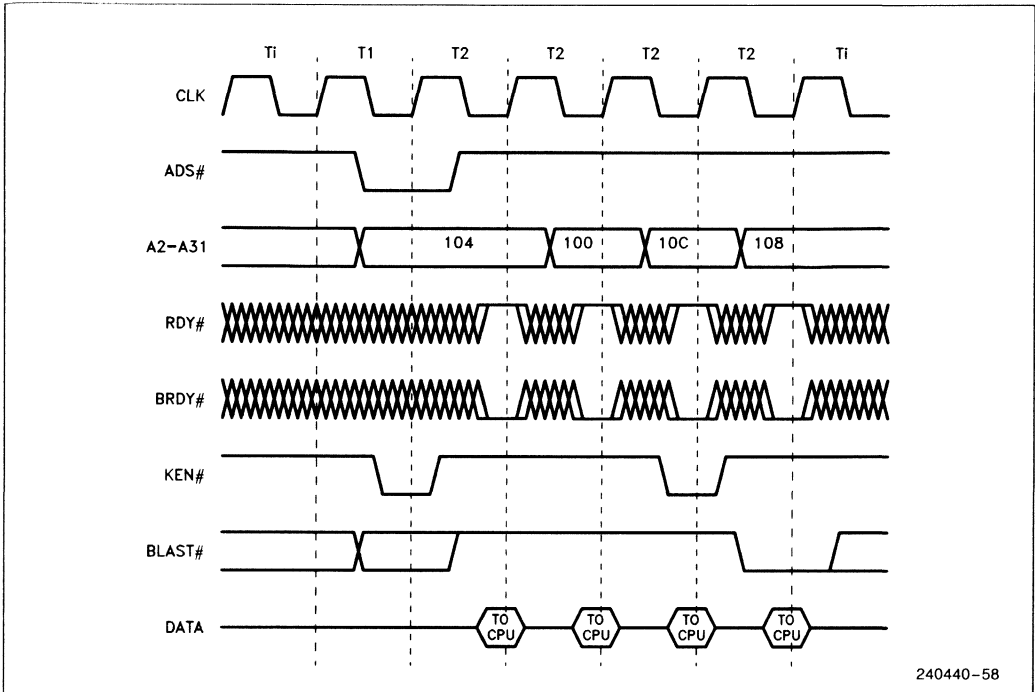 Ti T1 T2 T2 T2 T2 Ti
CLK
ADS#
A2-A31 104 100 10C 108
RDY#
BRDY#
KEN#
BLAST#
DATA TO CPU TO CPU TO CPU TO CPU
240440-58